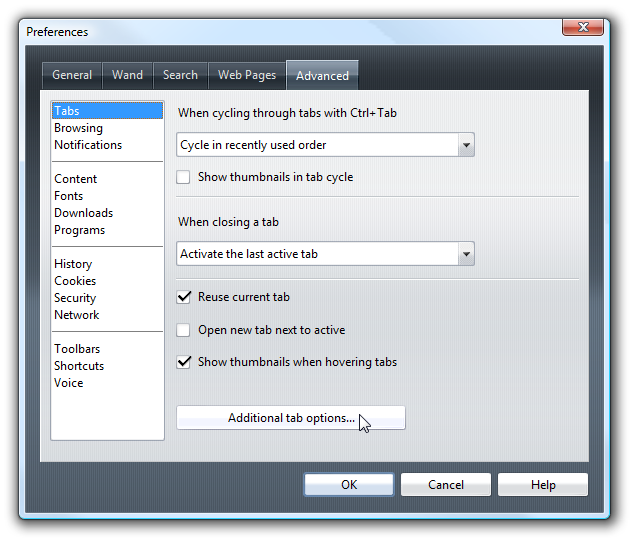 Preferences
General Wand Search Web Pages Advanced
Tabs
Browsing
Notifications
Content
Fonts
Downloads
Programs
History
Cookies
Security
Network
Toolbars
Shortcuts
Voice
When cycling through tabs with Ctrl+Tab
Cycle in recently used order
Show thumbnails in tab cycle
When closing a tab
Activate the last active tab
Reuse current tab
Open new tab next to active
Show thumbnails when hovering tabs
Additional tab options...
OK Cancel Help